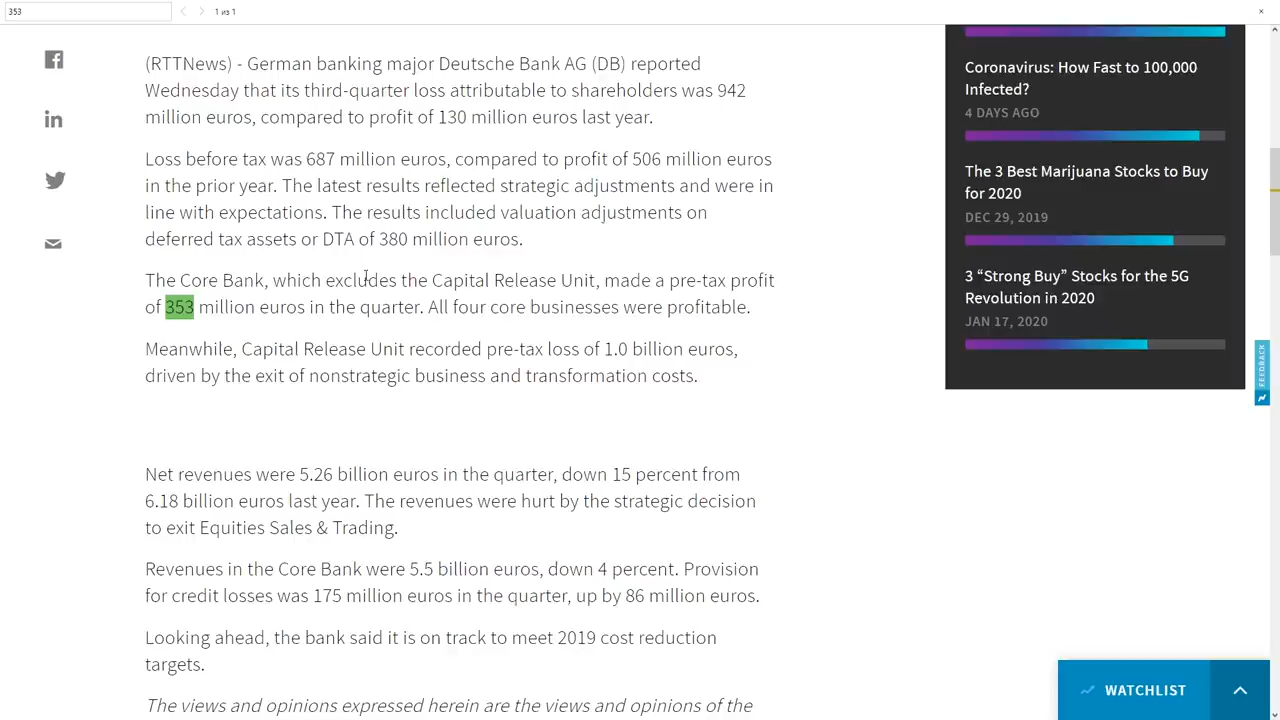 353
1 из 1
(RTTNews) - German banking major Deutsche Bank AG (DB) reported
Wednesday that its third-quarter loss attributable to shareholders was 942
million euros, compared to profit of 130 million euros last year.
Loss before tax was 687 million euros, compared to profit of 506 million euros
in the prior year. The latest results reflected strategic adjustments and were in
line with expectations. The results included valuation adjustments on
deferred tax assets or DTA of 380 million euros.
The Core Bank, which excludes the Capital Release Unit, made a pre-tax profit
of 353 million euros in the quarter. All four core businesses were profitable.
Meanwhile, Capital Release Unit recorded pre-tax loss of 1.0 billion euros,
driven by the exit of nonstrategic business and transformation costs.
Net revenues were 5.26 billion euros in the quarter, down 15 percent from
6.18 billion euros last year. The revenues were hurt by the strategic decision
to exit Equities Sales & Trading.
Revenues in the Core Bank were 5.5 billion euros, down 4 percent. Provision
for credit losses was 175 million euros in the quarter, up by 86 million euros.
Looking ahead, the bank said it is on track to meet 2019 cost reduction
targets.
The views and opinions expressed herein are the views and opinions of the
Coronavirus: How Fast to 100,000
Infected?
4 DAYS AGO
The 3 Best Marijuana Stocks to Buy
for 2020
DEC 29, 2019
3 “Strong Buy” Stocks for the 5G
Revolution in 2020
JAN 17, 2020
FEEDBACK
WATCHLIST